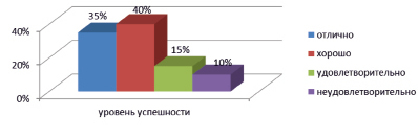 40%
20%
0%
35%
40%
15%
10%
уровень успешности
отлично
хорошо
удовлетворительно
неудовлетворительно